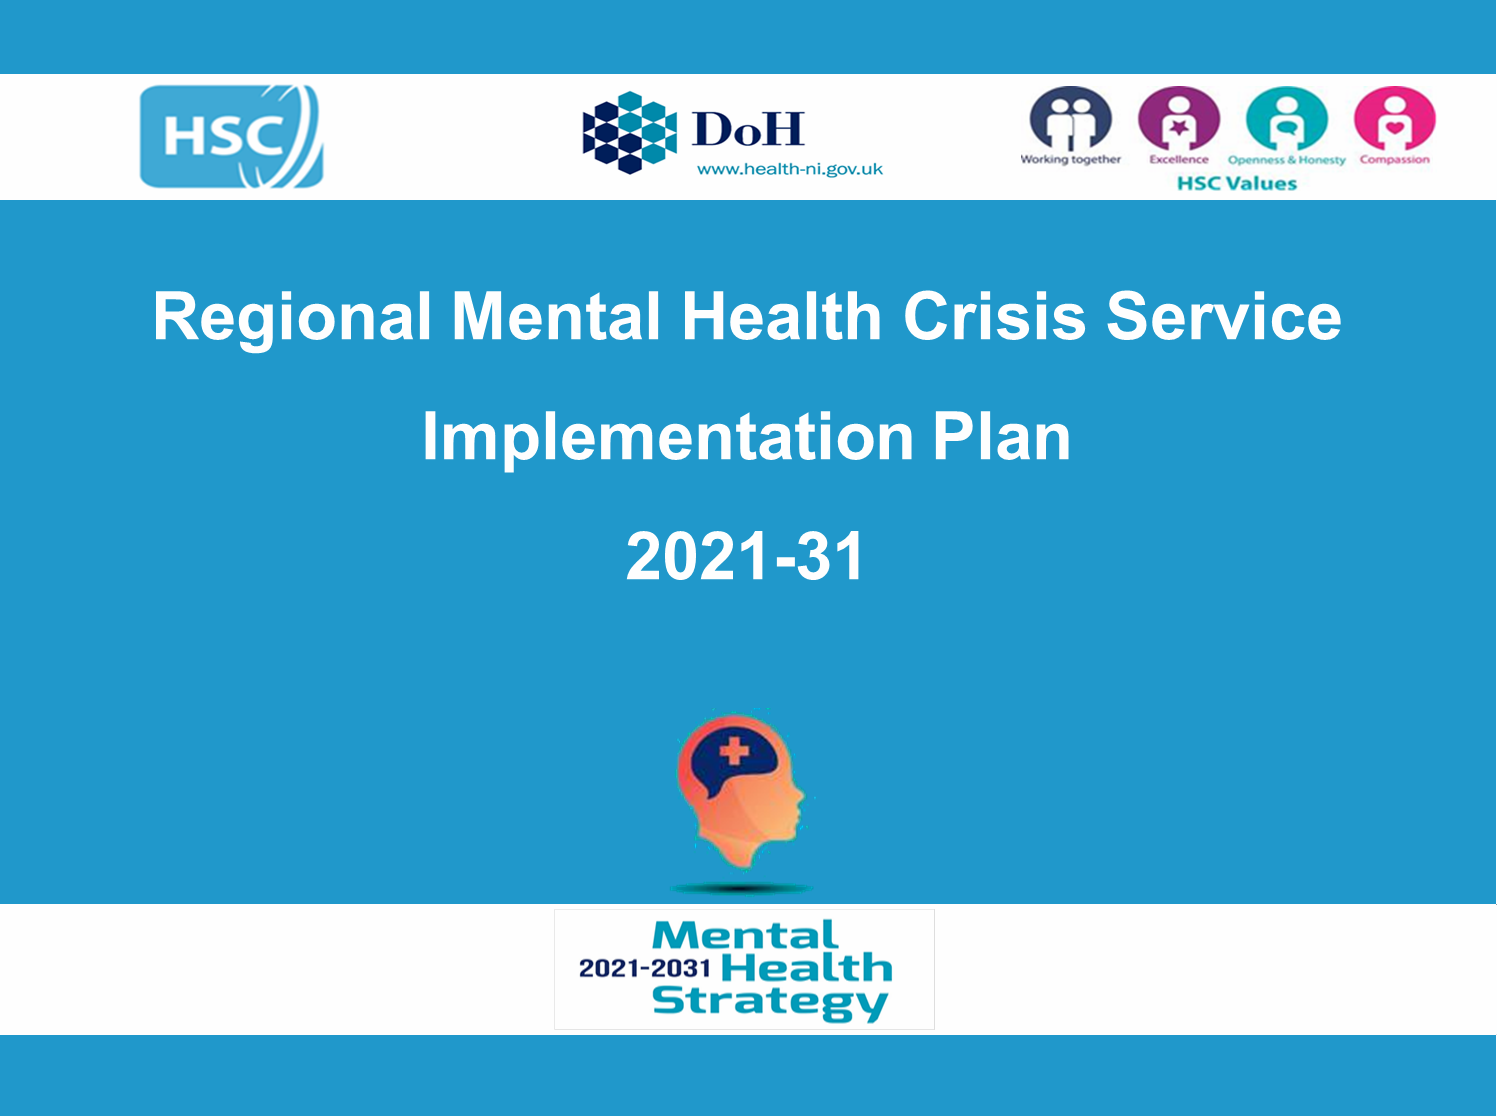 HSC
DoH
www.health-ni.gov.uk
Working together
Excellence
Openness & Honesty
Compassion
HSC Values
Regional Mental Health Crisis Service
Implementation Plan
2021-31
Mental
2021-2031 Health
Strategy